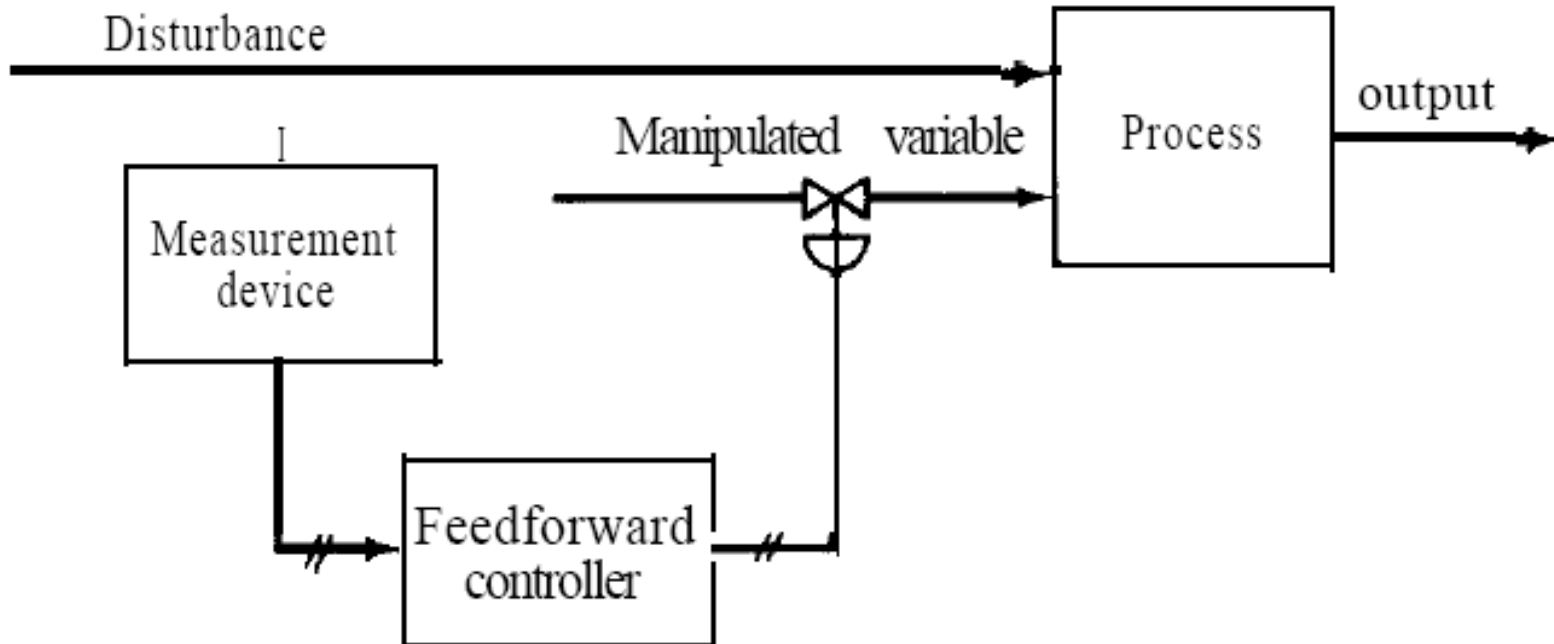 Disturbance
output
Manipulated variable
Process
Measurement
device
Feedforward
controller